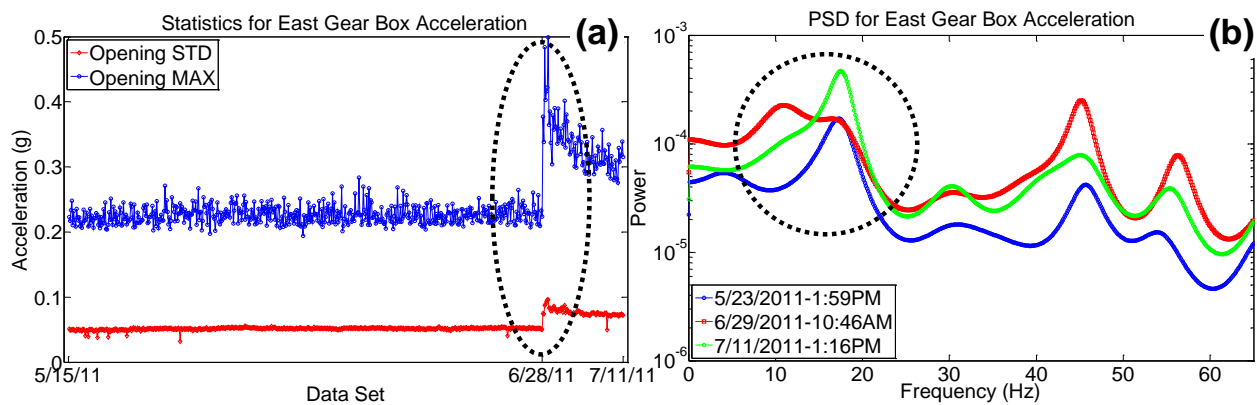 Statistics for East Gear Box Acceleration
(a)
Opening STD
Opening MAX
0.5
0.4
0.3
0.2
0.1
0
Acceleration (g)
5/15/11
6/28/11
7/11/11
Data Set
PSD for East Gear Box Acceleration
(b)
10-3
10-4
10-5
10-6
Power
5/23/2011-1:59PM
6/29/2011-10:46AM
7/11/2011-1:16PM
0 10 20 30 40 50 60
Frequency (Hz)